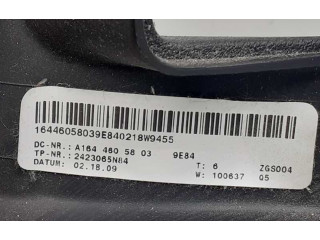 16446058039E840218W9455
DC-NR.: A164 460 58 03 9E84
TP-NR.: 2423065N84 T: 6 ZGS004
DATUM: 02.18.09 W: 100637 05